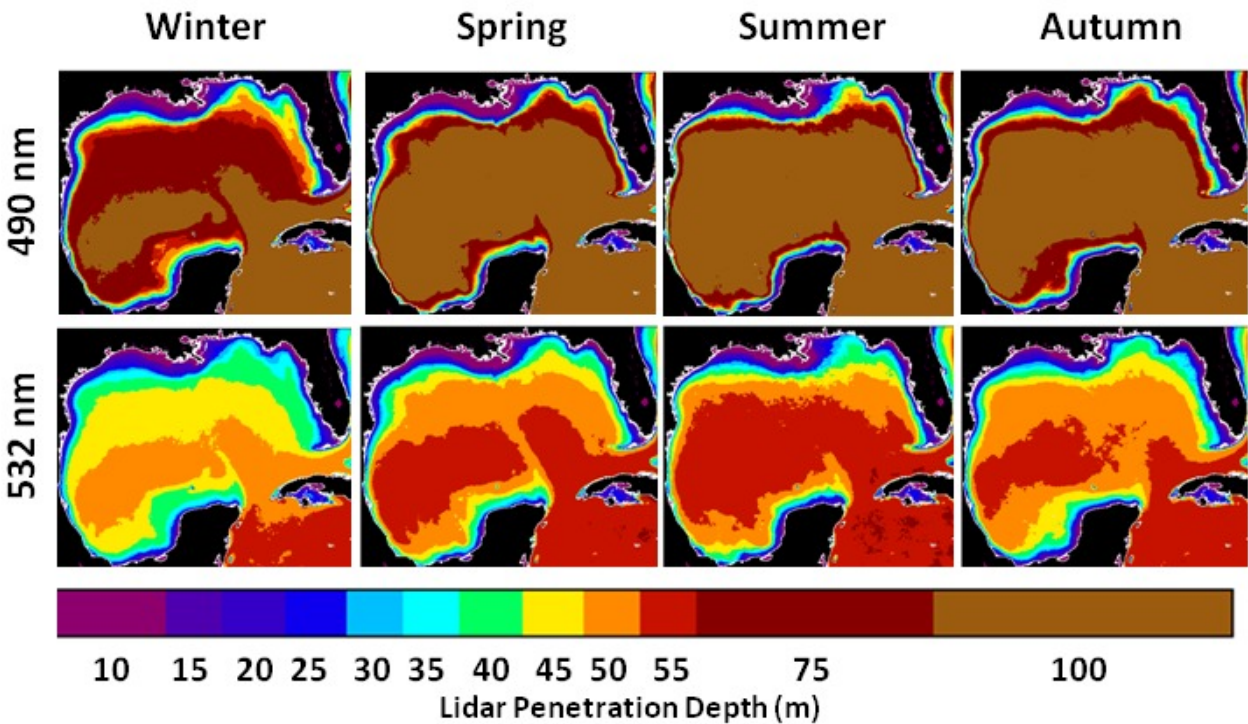 Winter Spring Summer Autumn
490 nm
532 nm
10 15 20 25 30 35 40 45 50 55 75 100
Lidar Penetration Depth (m)